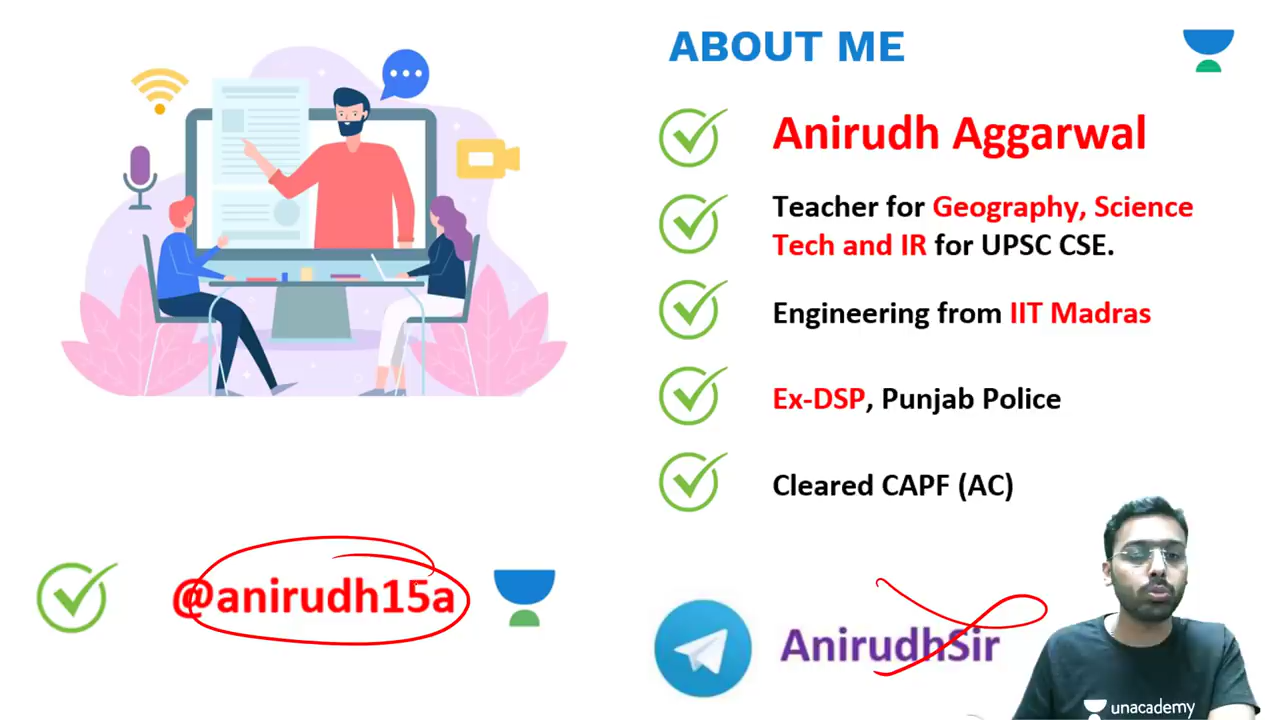 ABOUT ME
Anirudh Aggarwal
Teacher for Geography, Science
Tech and IR for UPSC CSE.
Engineering from IIT Madras
Ex-DSP, Punjab Police
Cleared CAPF (AC)
@anirudh15a
AnirudhSir
unacademy